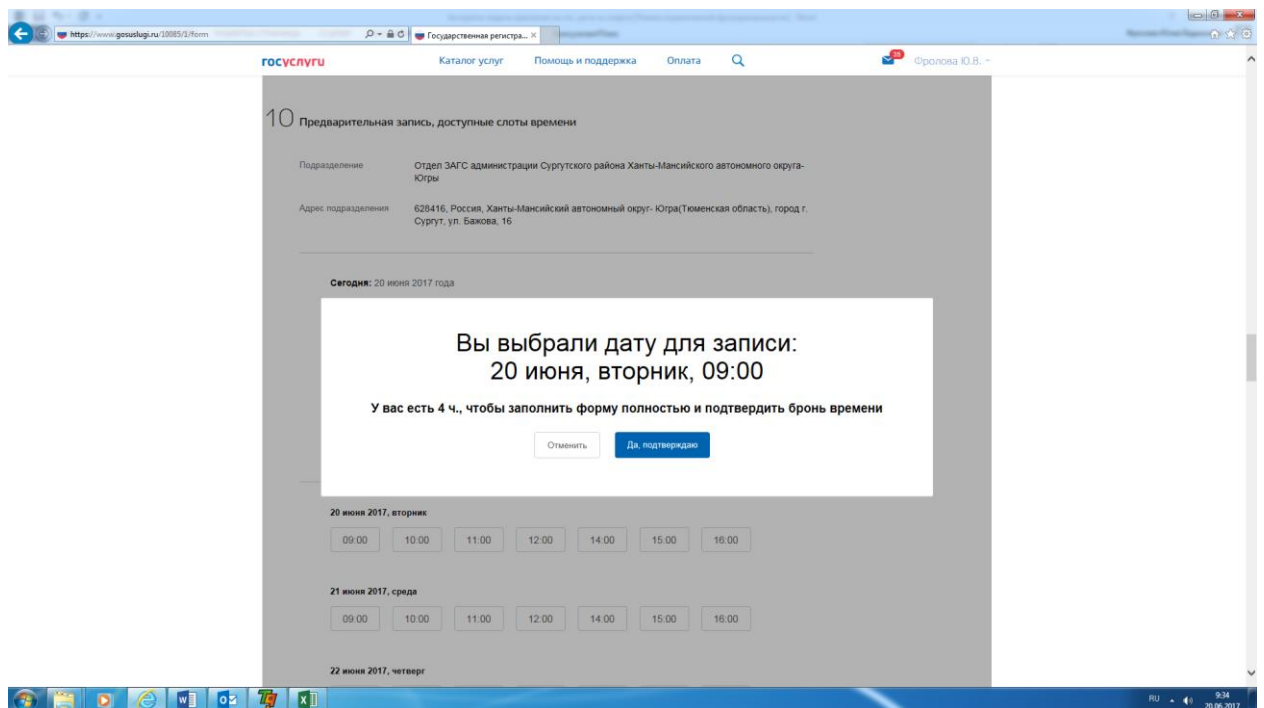 https://www.gosuslugi.ru/10085/1/form
Государственная регистра... ×
госуслуги
Каталог услуг
Помощь и поддержка
Оплата
Фролова Ю.В.
10 Предварительная запись, доступные слоты времени
Подразделение
Отдел ЗАГС администрации Сургутского района Ханты-Мансийского автономного округа-
Югры
Адрес подразделения
628416, Россия, Ханты-Мансийский автономный округ- Югра(Тюменская область), город г.
Сургут, ул. Бажова, 16
Сегодня: 20 июня 2017 года
Вы выбрали дату для записи:
20 июня, вторник, 09:00
У вас есть 4 ч., чтобы заполнить форму полностью и подтвердить бронь времени
Отменить
Да, подтверждаю
20 июня 2017, вторник
09:00 10:00 11:00 12:00 14:00 15:00 16:00
21 июня 2017, среда
09:00 10:00 11:00 12:00 14:00 15:00 16:00
22 июня 2017, четверг
RU
9:34
20.06.2017